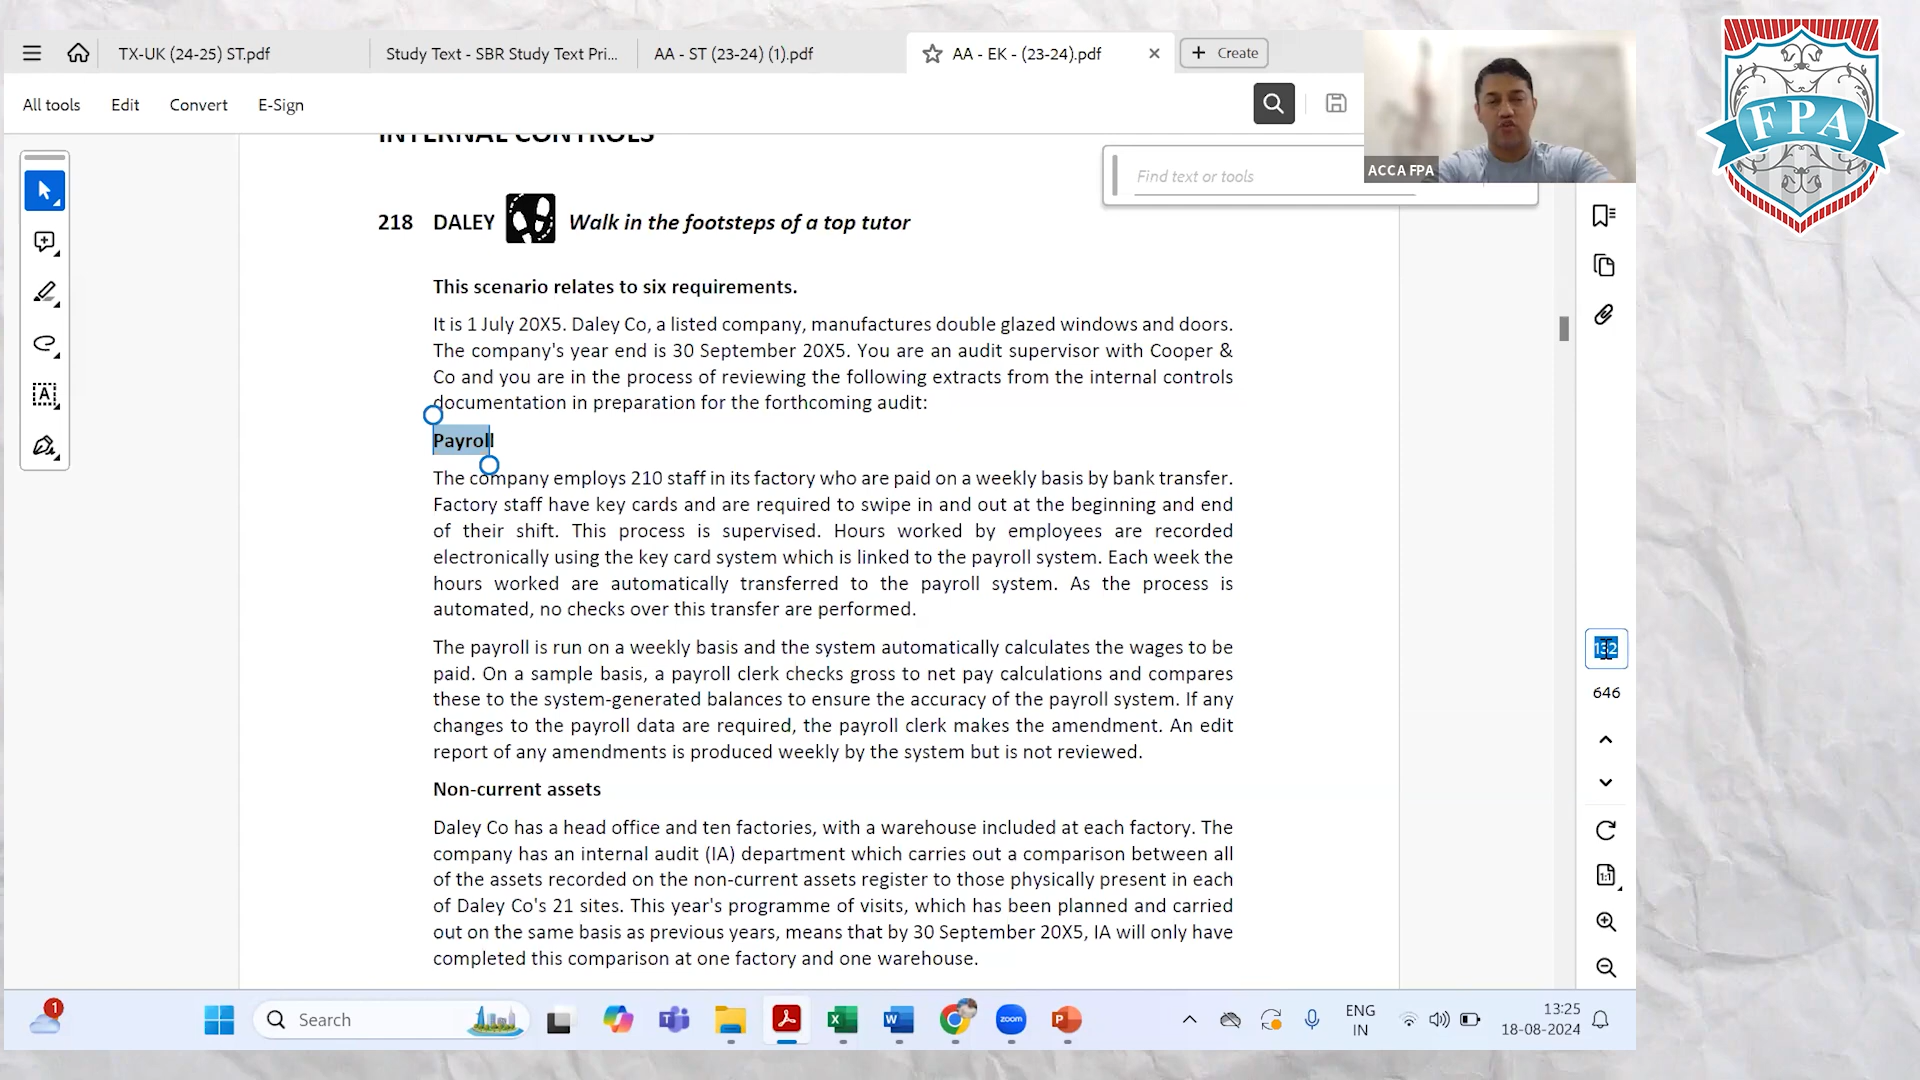 TX-UK (24-25) ST.pdf
Study Text - SBR Study Text Pri...
AA - ST (23-24) (1).pdf
AA - EK - (23-24).pdf
Create
All tools
Edit
Convert
E-Sign
ACCA FPA
FPA
Find text or tools
INTERNAL CONTROLS
218 DALEY Walk in the footsteps of a top tutor
This scenario relates to six requirements.
It is 1 July 20X5. Daley Co, a listed company, manufactures double glazed windows and doors.
The company's year end is 30 September 20X5. You are an audit supervisor with Cooper &
Co and you are in the process of reviewing the following extracts from the internal controls
documentation in preparation for the forthcoming audit:
Payroll
The company employs 210 staff in its factory who are paid on a weekly basis by bank transfer.
Factory staff have key cards and are required to swipe in and out at the beginning and end
of their shift. This process is supervised. Hours worked by employees are recorded
electronically using the key card system which is linked to the payroll system. Each week the
hours worked are automatically transferred to the payroll system. As the process is
automated, no checks over this transfer are performed.
The payroll is run on a weekly basis and the system automatically calculates the wages to be
paid. On a sample basis, a payroll clerk checks gross to net pay calculations and compares
these to the system-generated balances to ensure the accuracy of the payroll system. If any
changes to the payroll data are required, the payroll clerk makes the amendment. An edit
report of any amendments is produced weekly by the system but is not reviewed.
Non-current assets
Daley Co has a head office and ten factories, with a warehouse included at each factory. The
company has an internal audit (IA) department which carries out a comparison between all
of the assets recorded on the non-current assets register to those physically present in each
of Daley Co's 21 sites. This year's programme of visits, which has been planned and carried
out on the same basis as previous years, means that by 30 September 20X5, IA will only have
completed this comparison at one factory and one warehouse.
132
646
1:1
1
Search
zoom
ENG
IN
13:25
18-08-2024